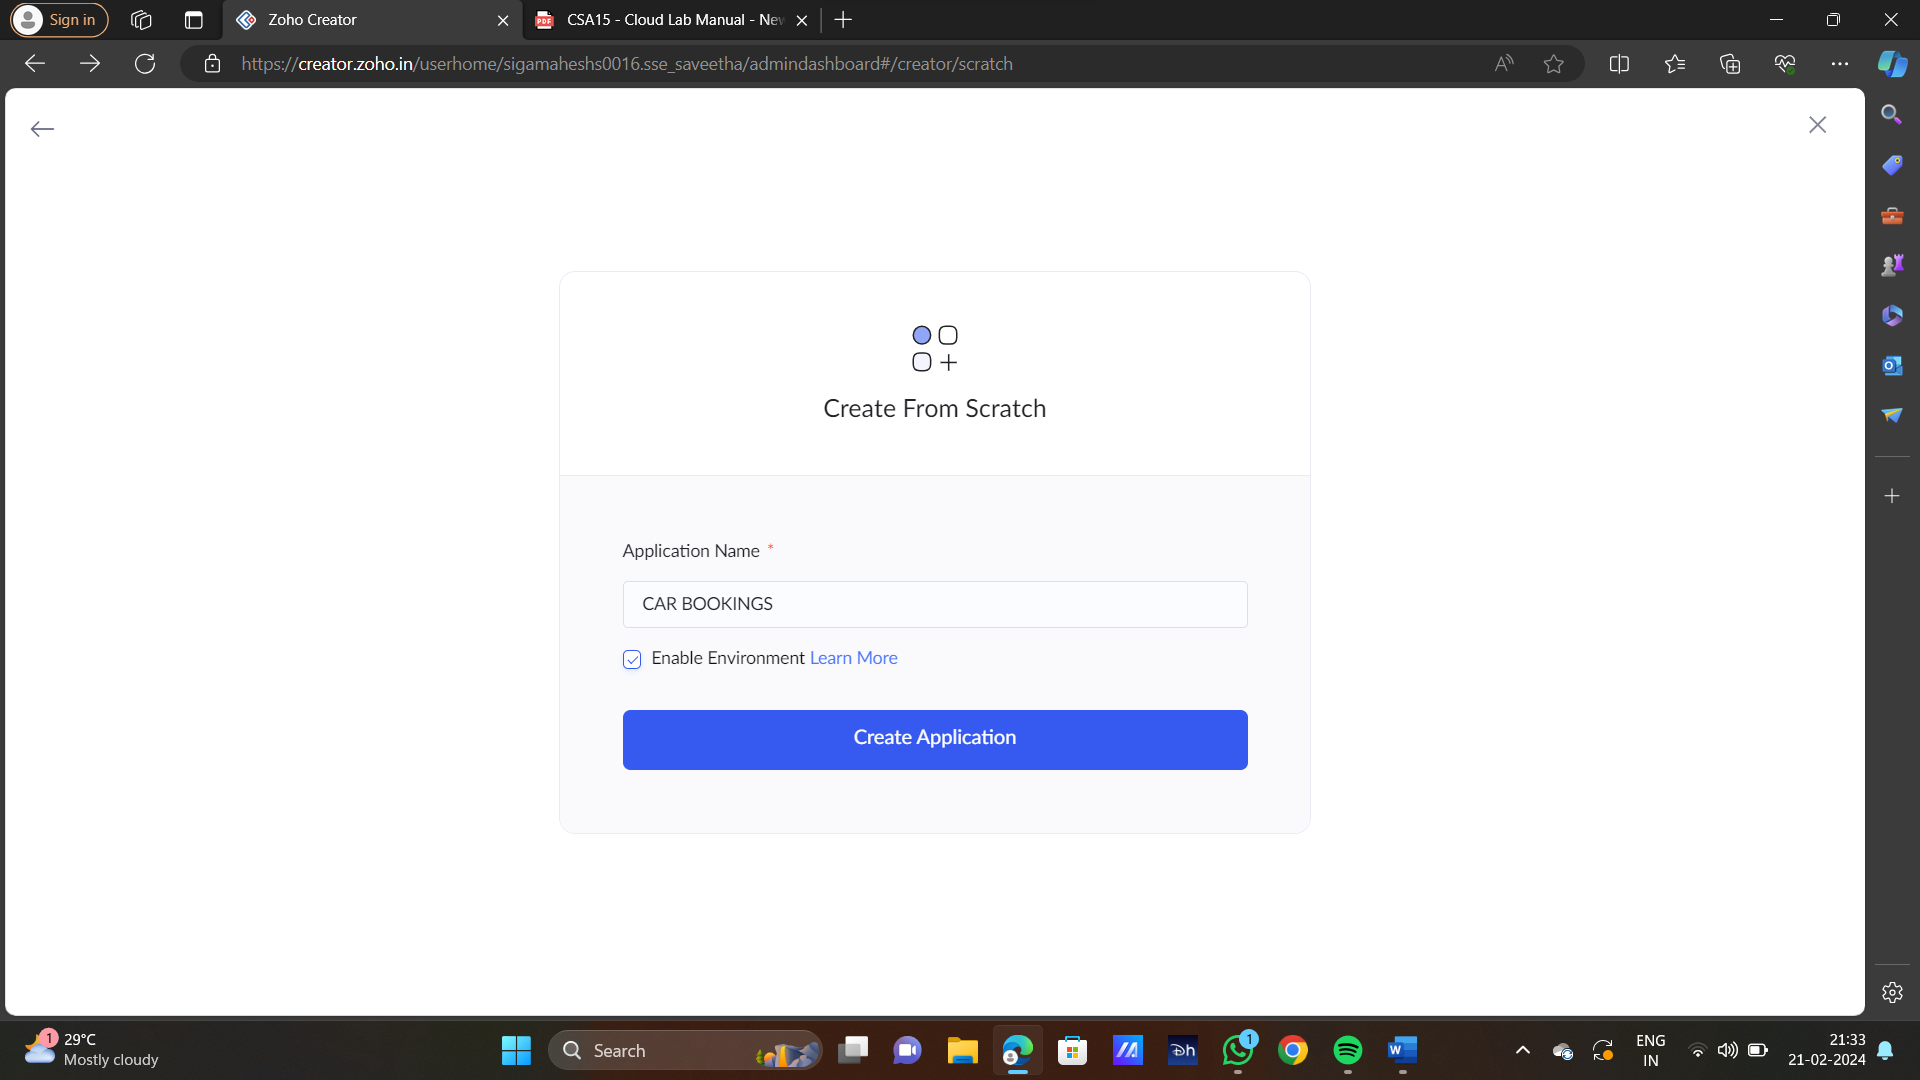 Sign in
Zoho Creator
CSA15 - Cloud Lab Manual - New
https://creator.zoho.in/userhome/sigamaheshs0016.sse_saveetha/admindashboard#/creator/scratch
Create From Scratch
Application Name *
CAR BOOKINGS
Enable Environment Learn More
Create Application
1
29°C
Mostly cloudy
Search
1
ENG
IN
21:33
21-02-2024